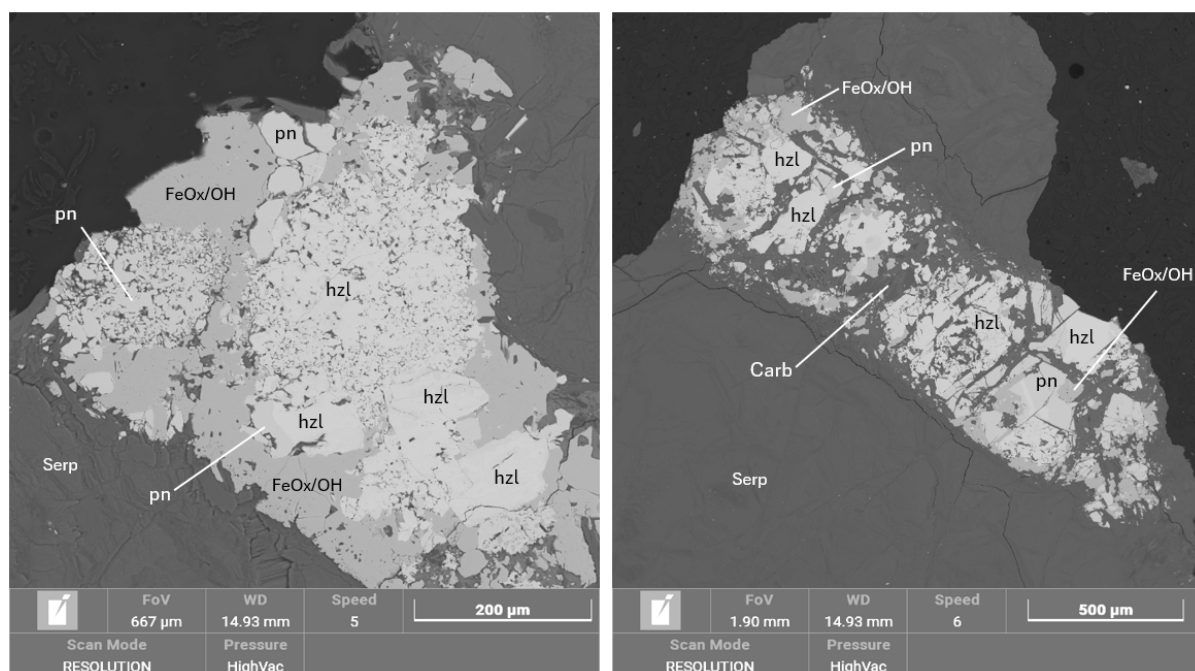 pn
FeOx/OH
pn
hzl
hzl
hzl
hzl
Serp
FeOx/OH
pn
FoV
WD
Speed
667 µm
14.93 mm
5
200 µm
Scan Mode
Pressure
RESOLUTION
HighVac
FeOx/OH
hzl
pn
hzl
FeOx/OH
hzl
hzl
Carb
pn
Serp
FoV
WD
Speed
1.90 mm
14.93 mm
6
500 µm
Scan Mode
Pressure
RESOLUTION
HighVac